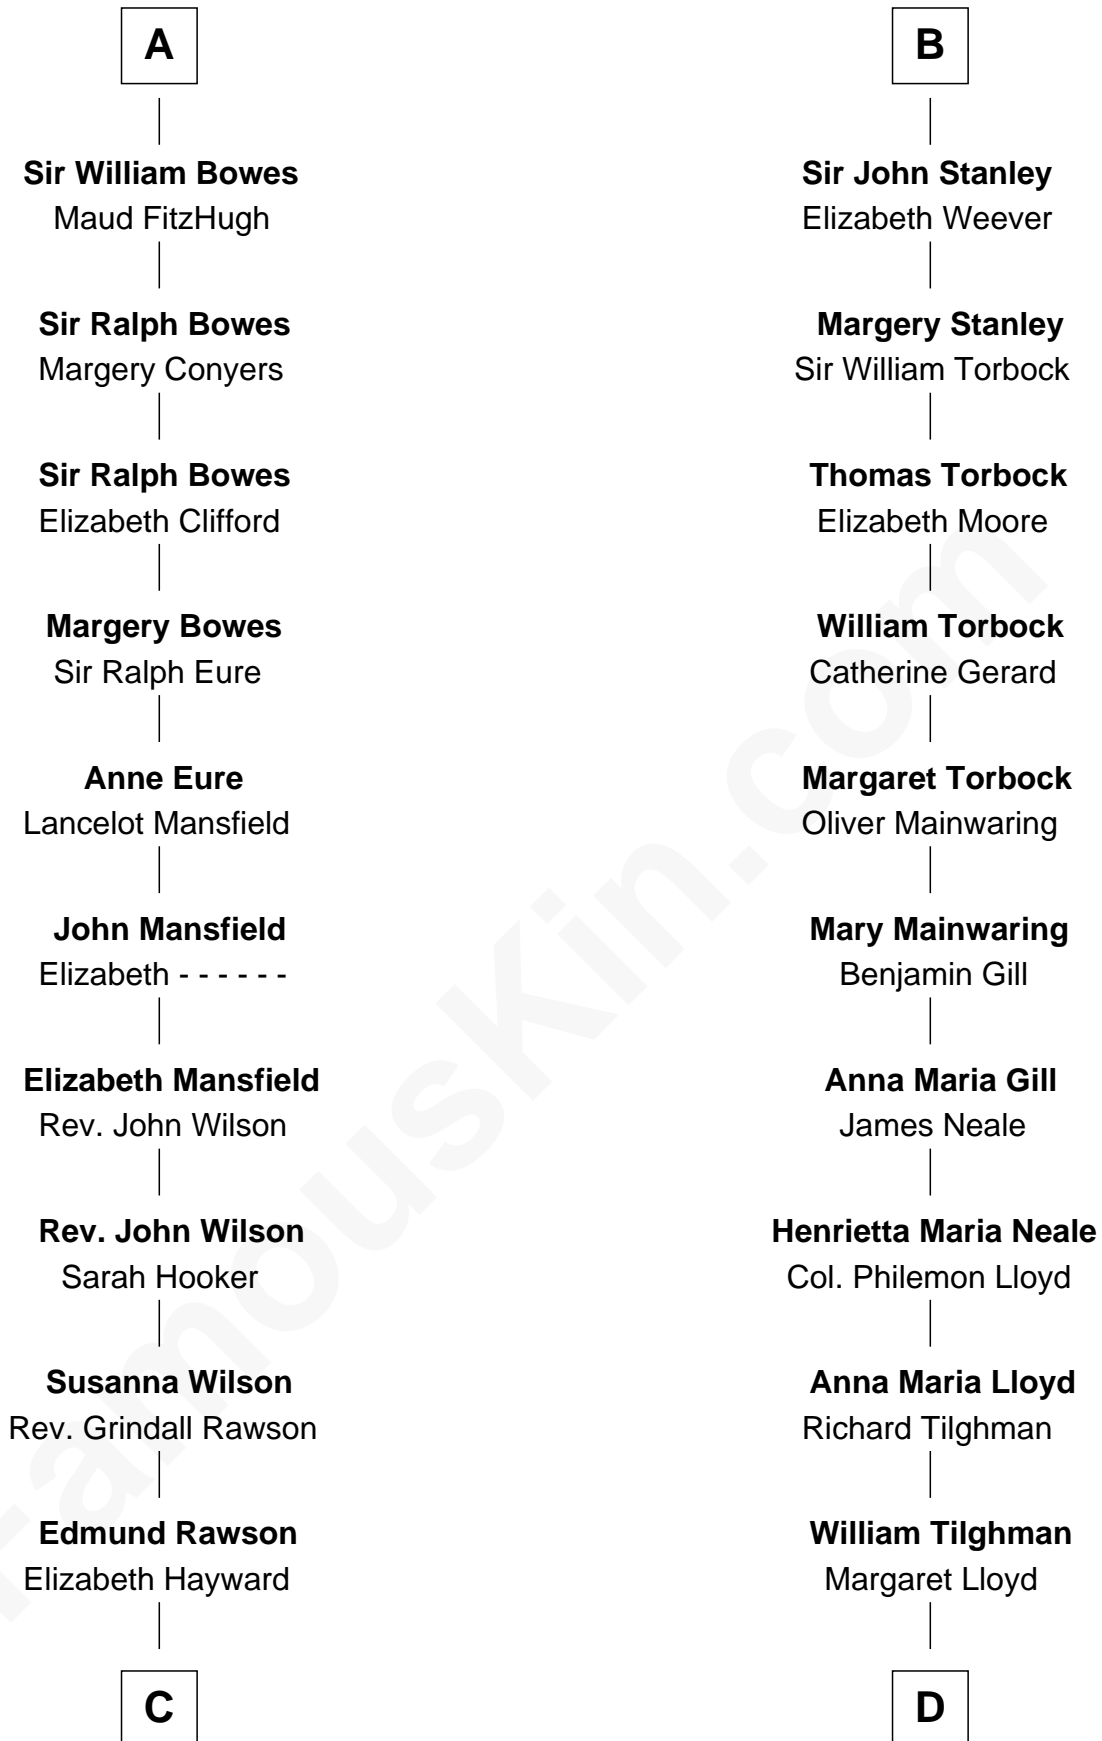 A
Sir William Bowes
Maud FitzHugh
Sir Ralph Bowes
Margery Conyers
Sir Ralph Bowes
Elizabeth Clifford
Margery Bowes
Sir Ralph Eure
Anne Eure
Lancelot Mansfield
John Mansfield
Elizabeth - - - - - -
Elizabeth Mansfield
Rev. John Wilson
Rev. John Wilson
Sarah Hooker
Susanna Wilson
Rev. Grindall Rawson
Edmund Rawson
Elizabeth Hayward
C
B
Sir John Stanley
Elizabeth Weever
Margery Stanley
Sir William Torbock
Thomas Torbock
Elizabeth Moore
William Torbock
Catherine Gerard
Margaret Torbock
Oliver Mainwaring
Mary Mainwaring
Benjamin Gill
Anna Maria Gill
James Neale
Henrietta Maria Neale
Col. Philemon Lloyd
Anna Maria Lloyd
Richard Tilghman
William Tilghman
Margaret Lloyd
D
FamousKin.com